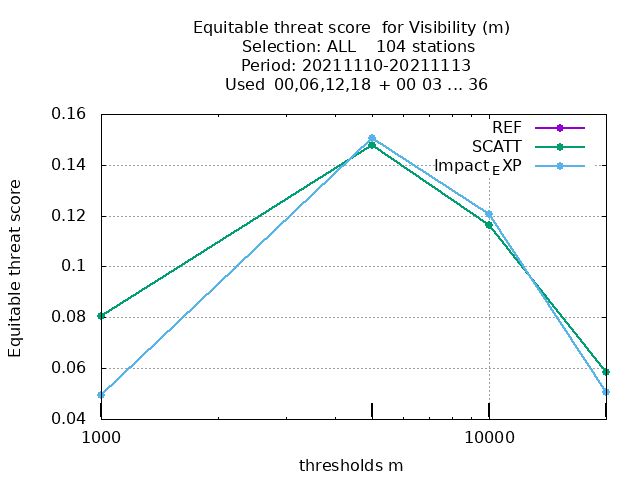 Equitable threat score  for Visibility (m)
Selection: ALL    104 stations
Period: 20211110-20211113
Used  00,06,12,18  + 00 03 ... 36
REF
SCATT
Impact_EXP
0.16
0.14
0.12
0.1
0.08
0.06
0.04
Equitable threat score
1000
10000
thresholds m